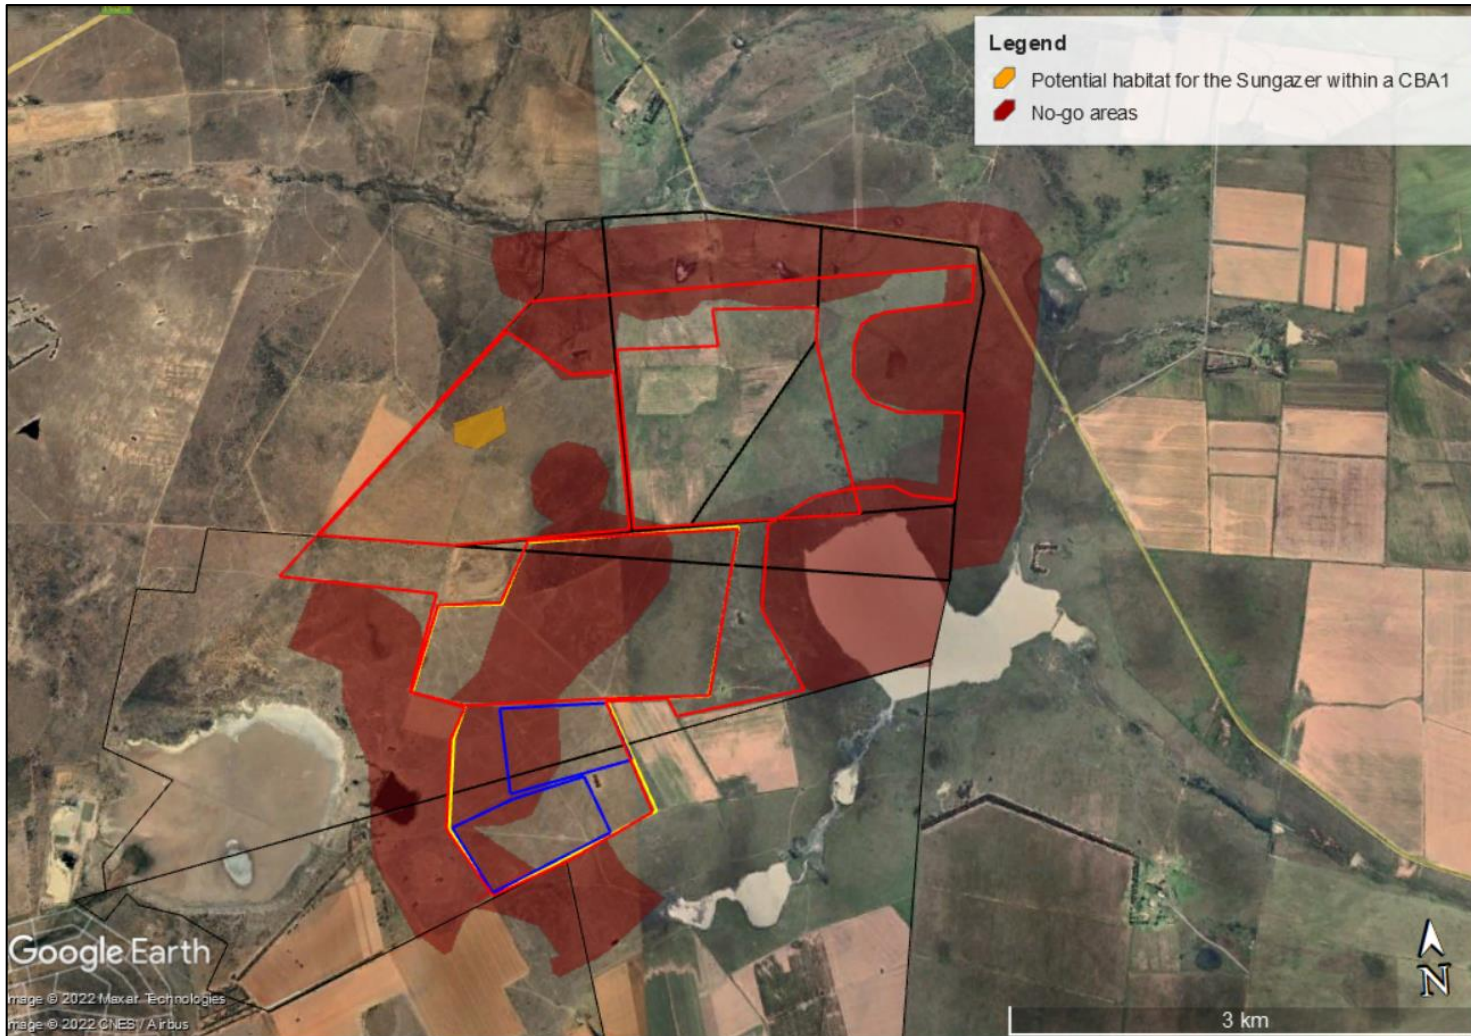 Legend
Potential habitat for the Sungazer within a CBA1
No-go areas
Google Earth
Image © 2022 Maxar Technologies
Image © 2022 CNES / Airbus
3 km
N